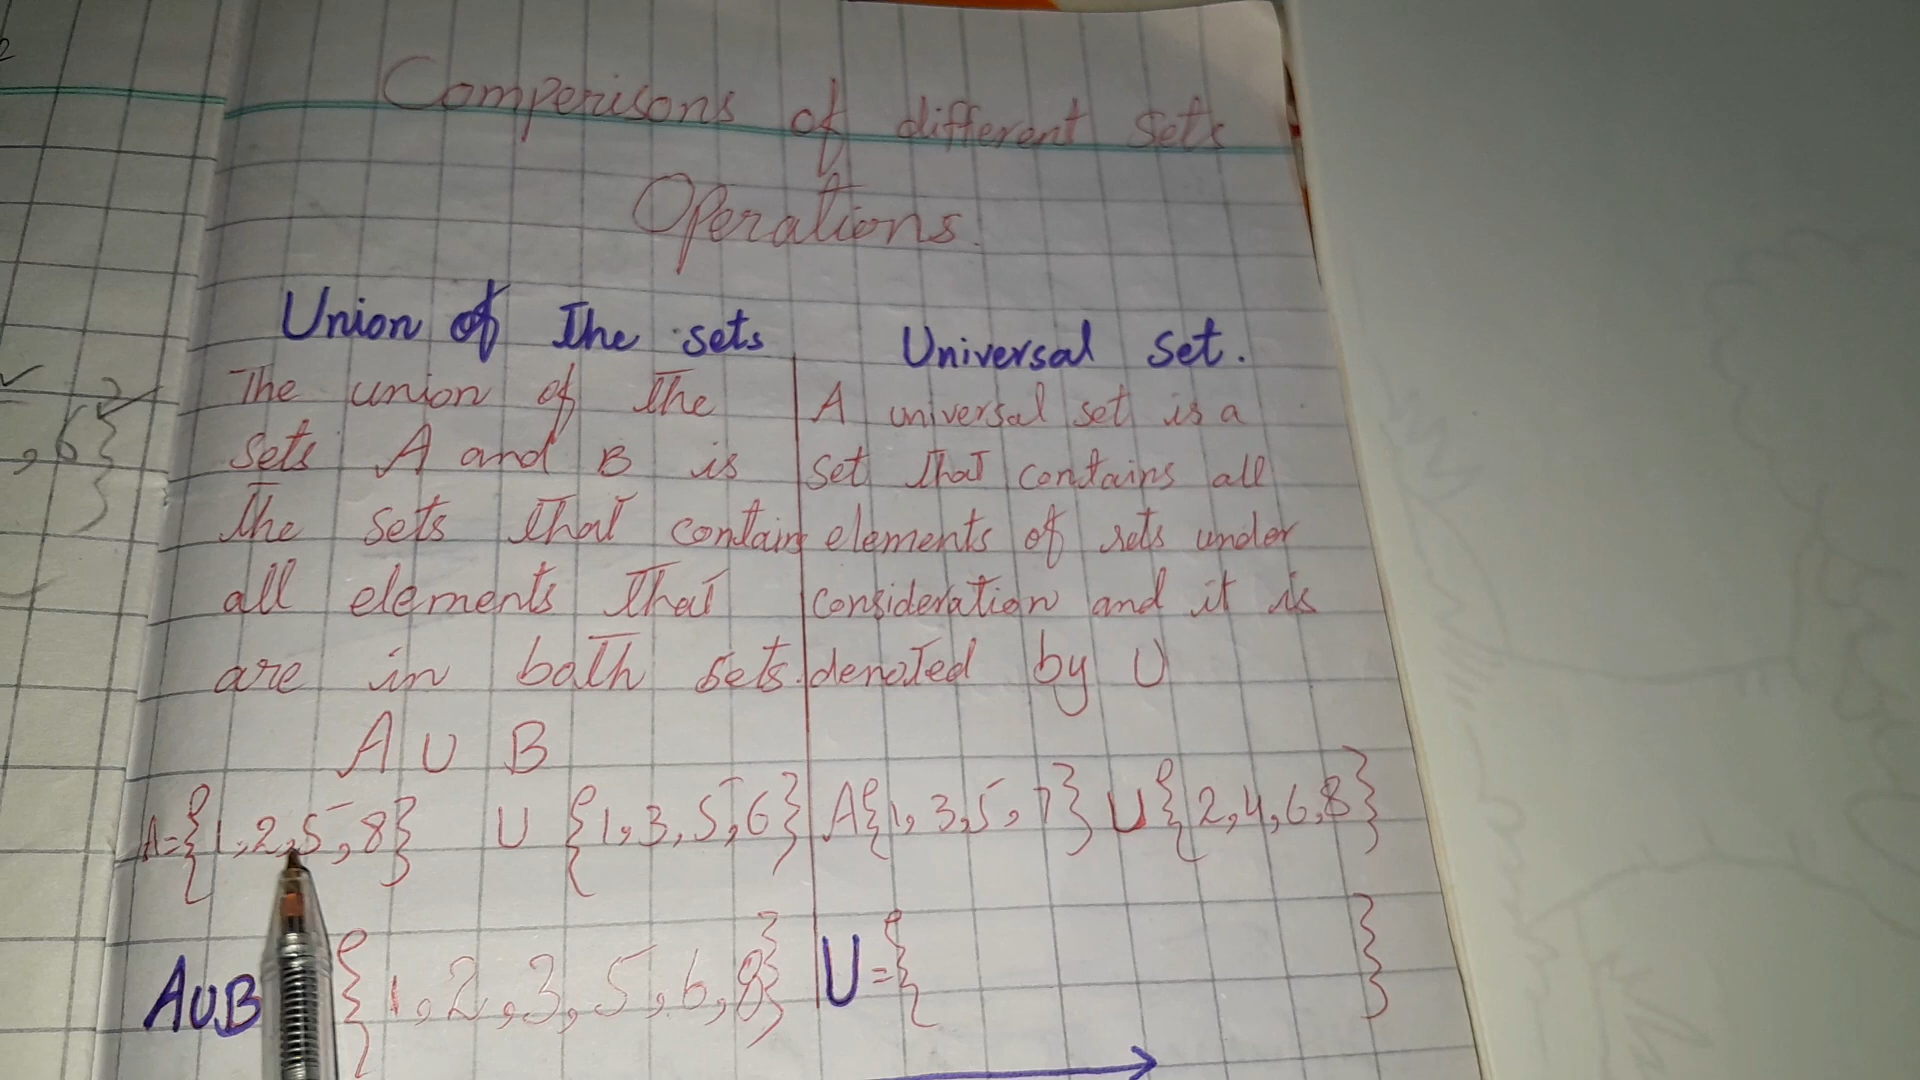 Comperisons of different sets
Operations.
Union of The sets
The union of The
sets A and B is
The sets That contains
all elements That
are in both sets.
A U B
A={1,2,5,8} U {1,3,5,6}
AUB {1,2,3,5,6,8}
Universal set.
A universal set is a
set That contains all
elements of sets under
consideration and it is
denoted by U
A{1,3,5,7} U {2,4,6,8}
U={ }
,6}